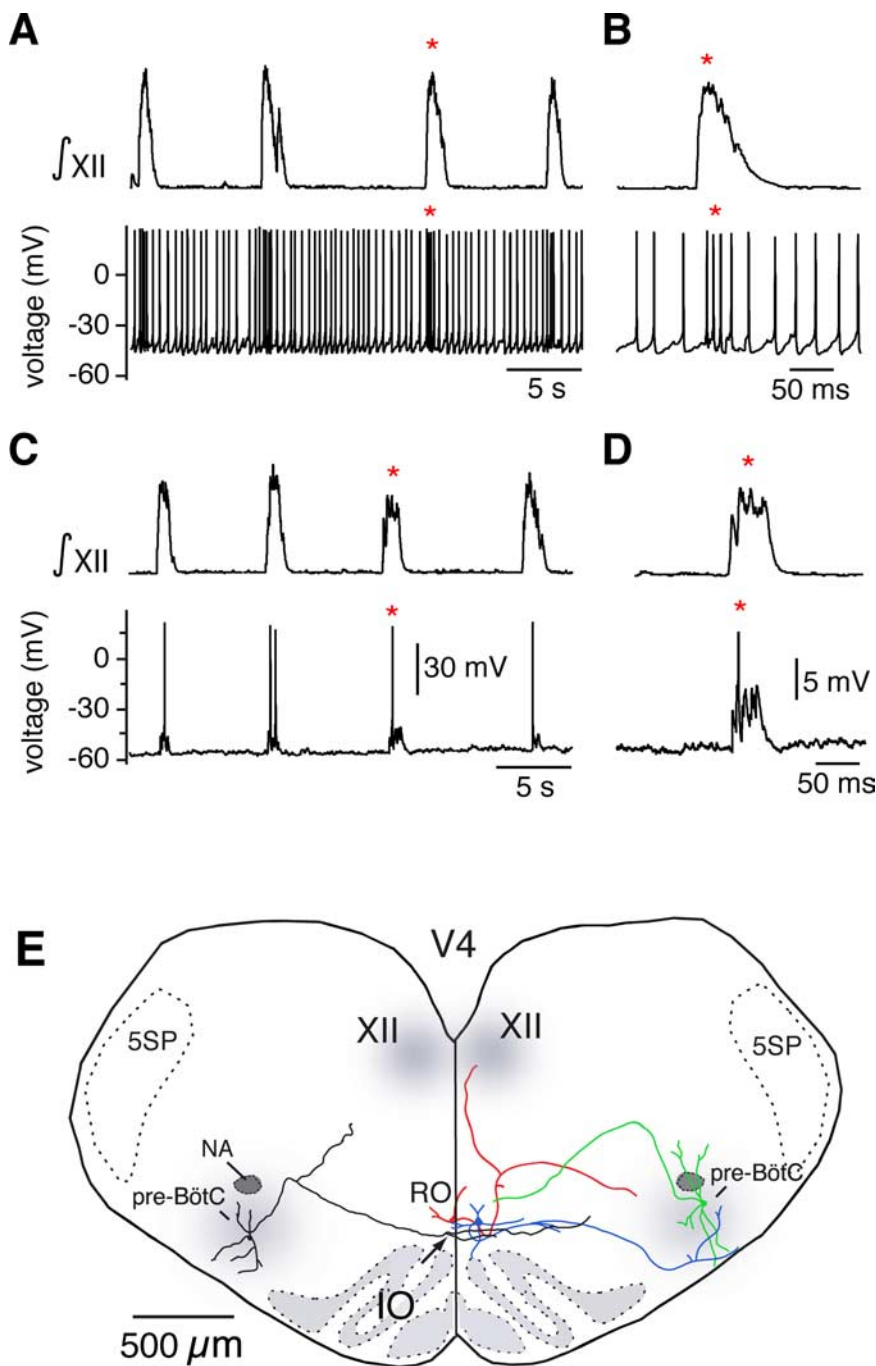 A
B
*
*
∫XII
*
*
voltage (mV)
0
-30
-60
5 s
50 ms
C
D
*
*
∫XII
*
*
voltage (mV)
0
-30
-60
30 mV
5 mV
5 s
50 ms
E
V4
XII
XII
5SP
5SP
NA
pre-BötC
pre-BötC
RO
IO
500 µm